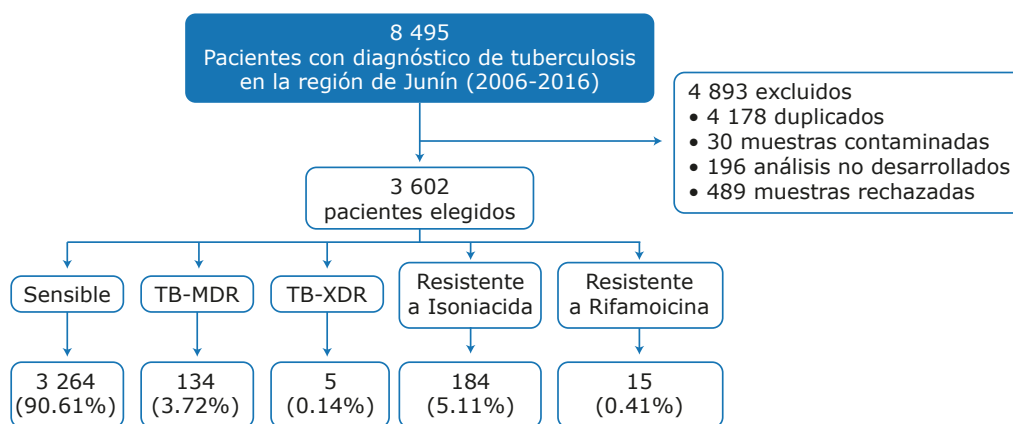 8 495
Pacientes con diagnóstico de tuberculosis
en la región de Junín (2006-2016)
4 893 excluidos
• 4 178 duplicados
• 30 muestras contaminadas
• 196 análisis no desarrollados
• 489 muestras rechazadas
3 602
pacientes elegidos
Sensible
TB-MDR
TB-XDR
Resistente
a Isoniacida
Resistente
a Rifamoicina
3 264
(90.61%)
134
(3.72%)
5
(0.14%)
184
(5.11%)
15
(0.41%)